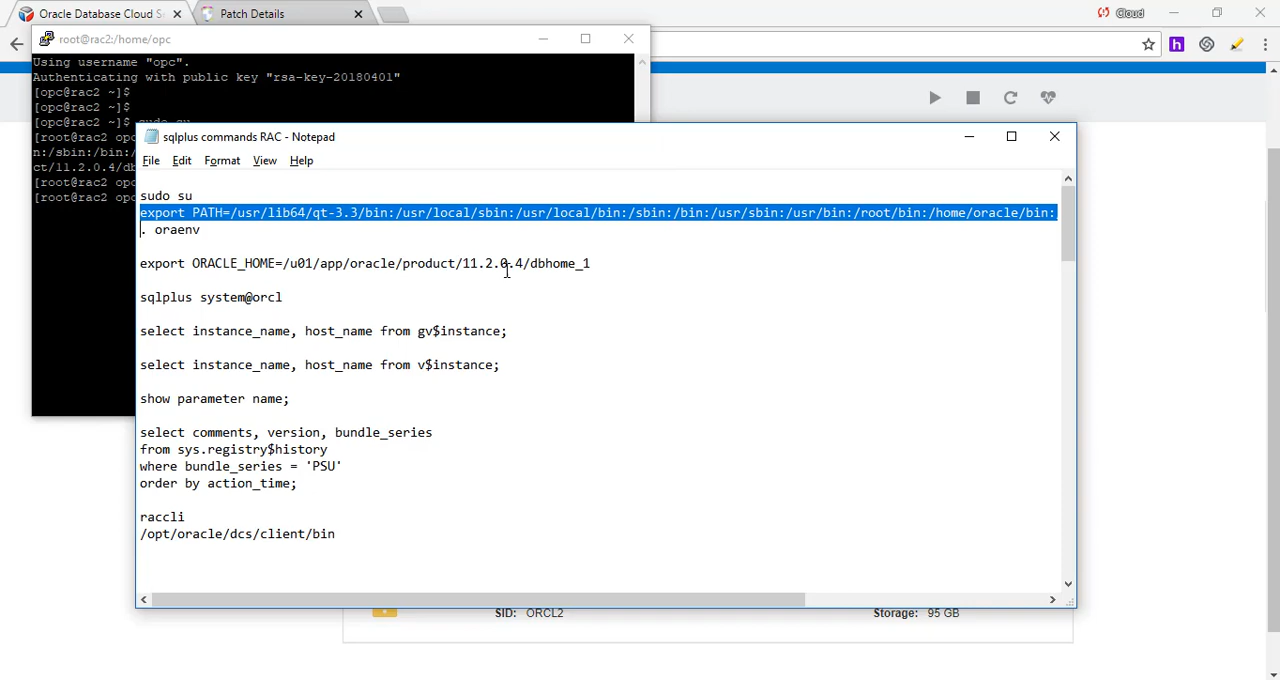 Oracle Database Cloud Se
Patch Details
Cloud
root@rac2:/home/opc
Using username "opc".
Authenticating with public key "rsa-key-20180401"
[opc@rac2 ~]$
[opc@rac2 ~]$
[opc@rac2 ~]$ sudo su
[root@rac2 opc
n:/sbin:/bin:/
ct/11.2.0.4/db
[root@rac2 opc
[root@rac2 opc
sqlplus commands RAC - Notepad
File Edit Format View Help
sudo su
export PATH=/usr/lib64/qt-3.3/bin:/usr/local/sbin:/usr/local/bin:/sbin:/bin:/usr/sbin:/usr/bin:/root/bin:/home/oracle/bin:
. oraenv
export ORACLE_HOME=/u01/app/oracle/product/11.2.0.4/dbhome_1
sqlplus system@orcl
select instance_name, host_name from gv$instance;
select instance_name, host_name from v$instance;
show parameter name;
select comments, version, bundle_series
from sys.registry$history
where bundle_series = 'PSU'
order by action_time;
raccli
/opt/oracle/dcs/client/bin
SID: ORCL2 Storage: 95 GB